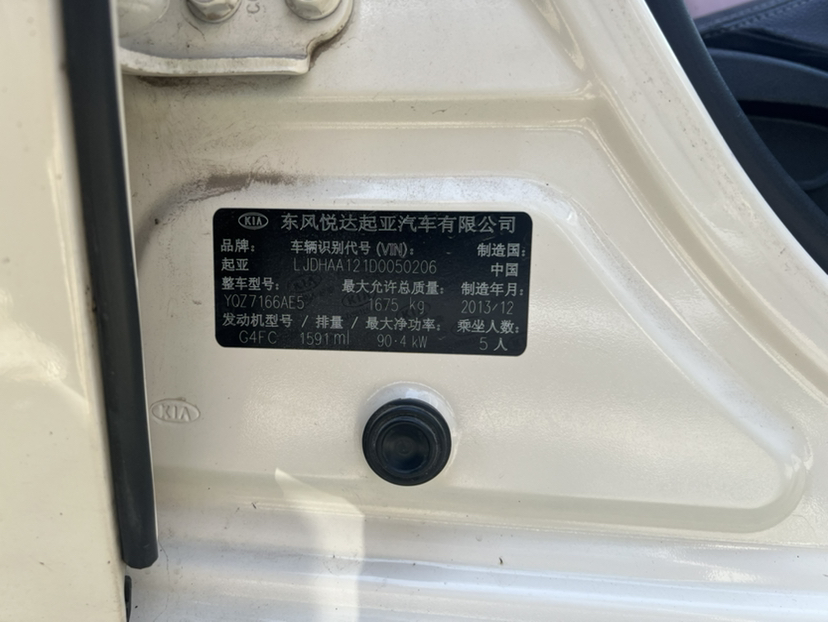 KIA 东风悦达起亚汽车有限公司
品牌: 车辆识别代号 (VIN): 制造国:
起亚 LJDHAA121D0050206 中国
整车型号: 最大允许总质量: 制造年月:
YQZ7166AE5 1675 kg 2013/12
发动机型号 / 排量 / 最大净功率: 乘坐人数:
G4FC 1591ml 90.4 kW 5 人
KIA